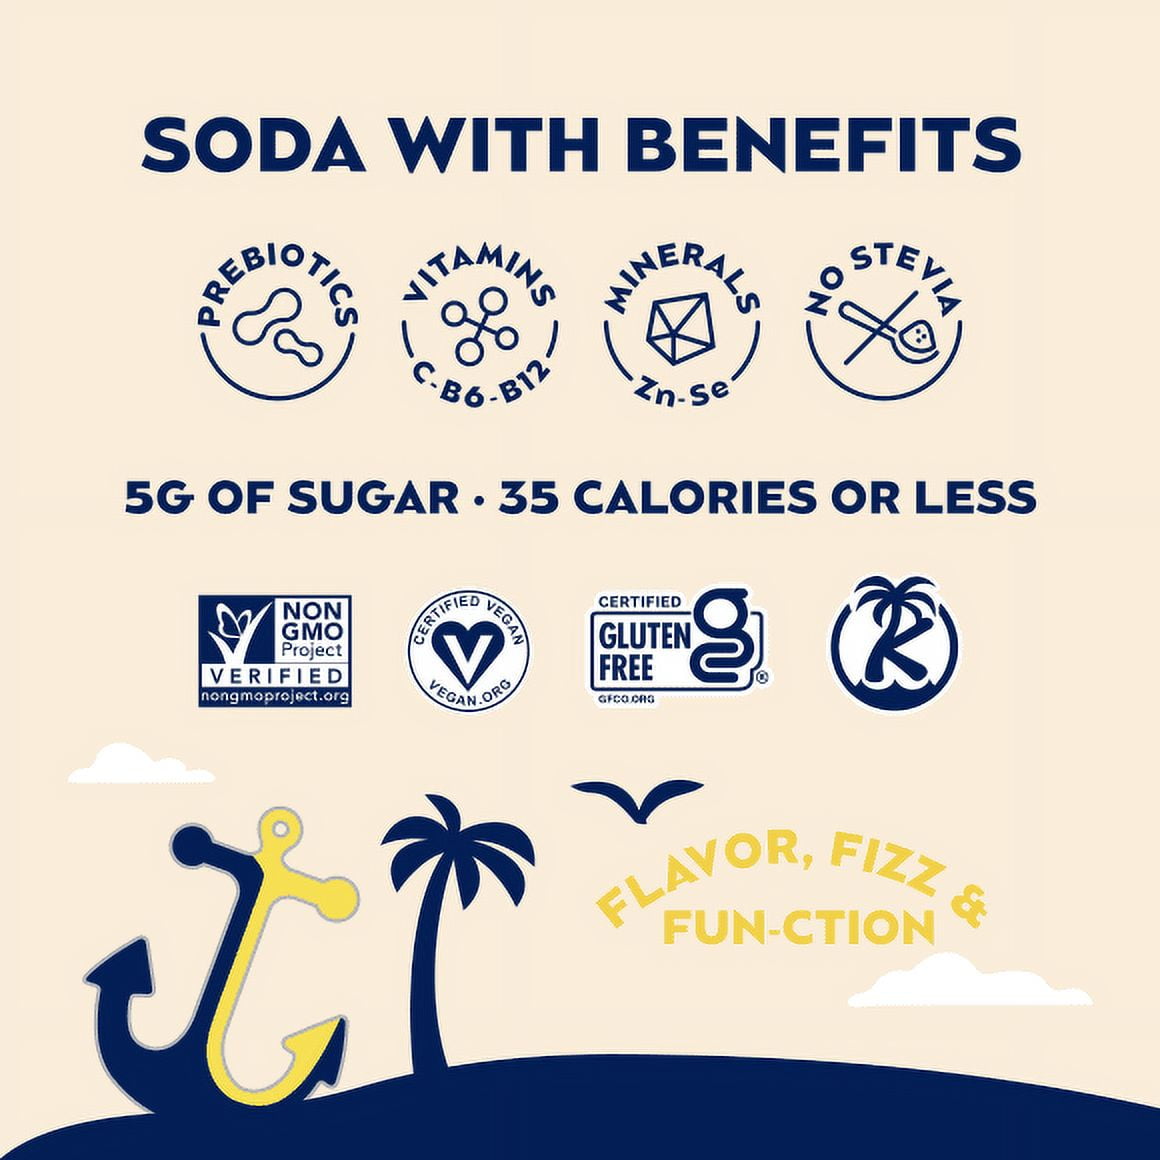 SODA WITH BENEFITS
PREBIOTICS
VITAMINS
C-B6-B12
MINERALS
Zn-Se
NO STEVIA
5G OF SUGAR · 35 CALORIES OR LESS
NON
GMO
Project
VERIFIED
nongmoproject.org
CERTIFIED VEGAN
V
VEGAN.ORG
CERTIFIED
GLUTEN
FREE
g
®
GFCO.ORG
K
FLAVOR, FIZZ &
FUN-CTION